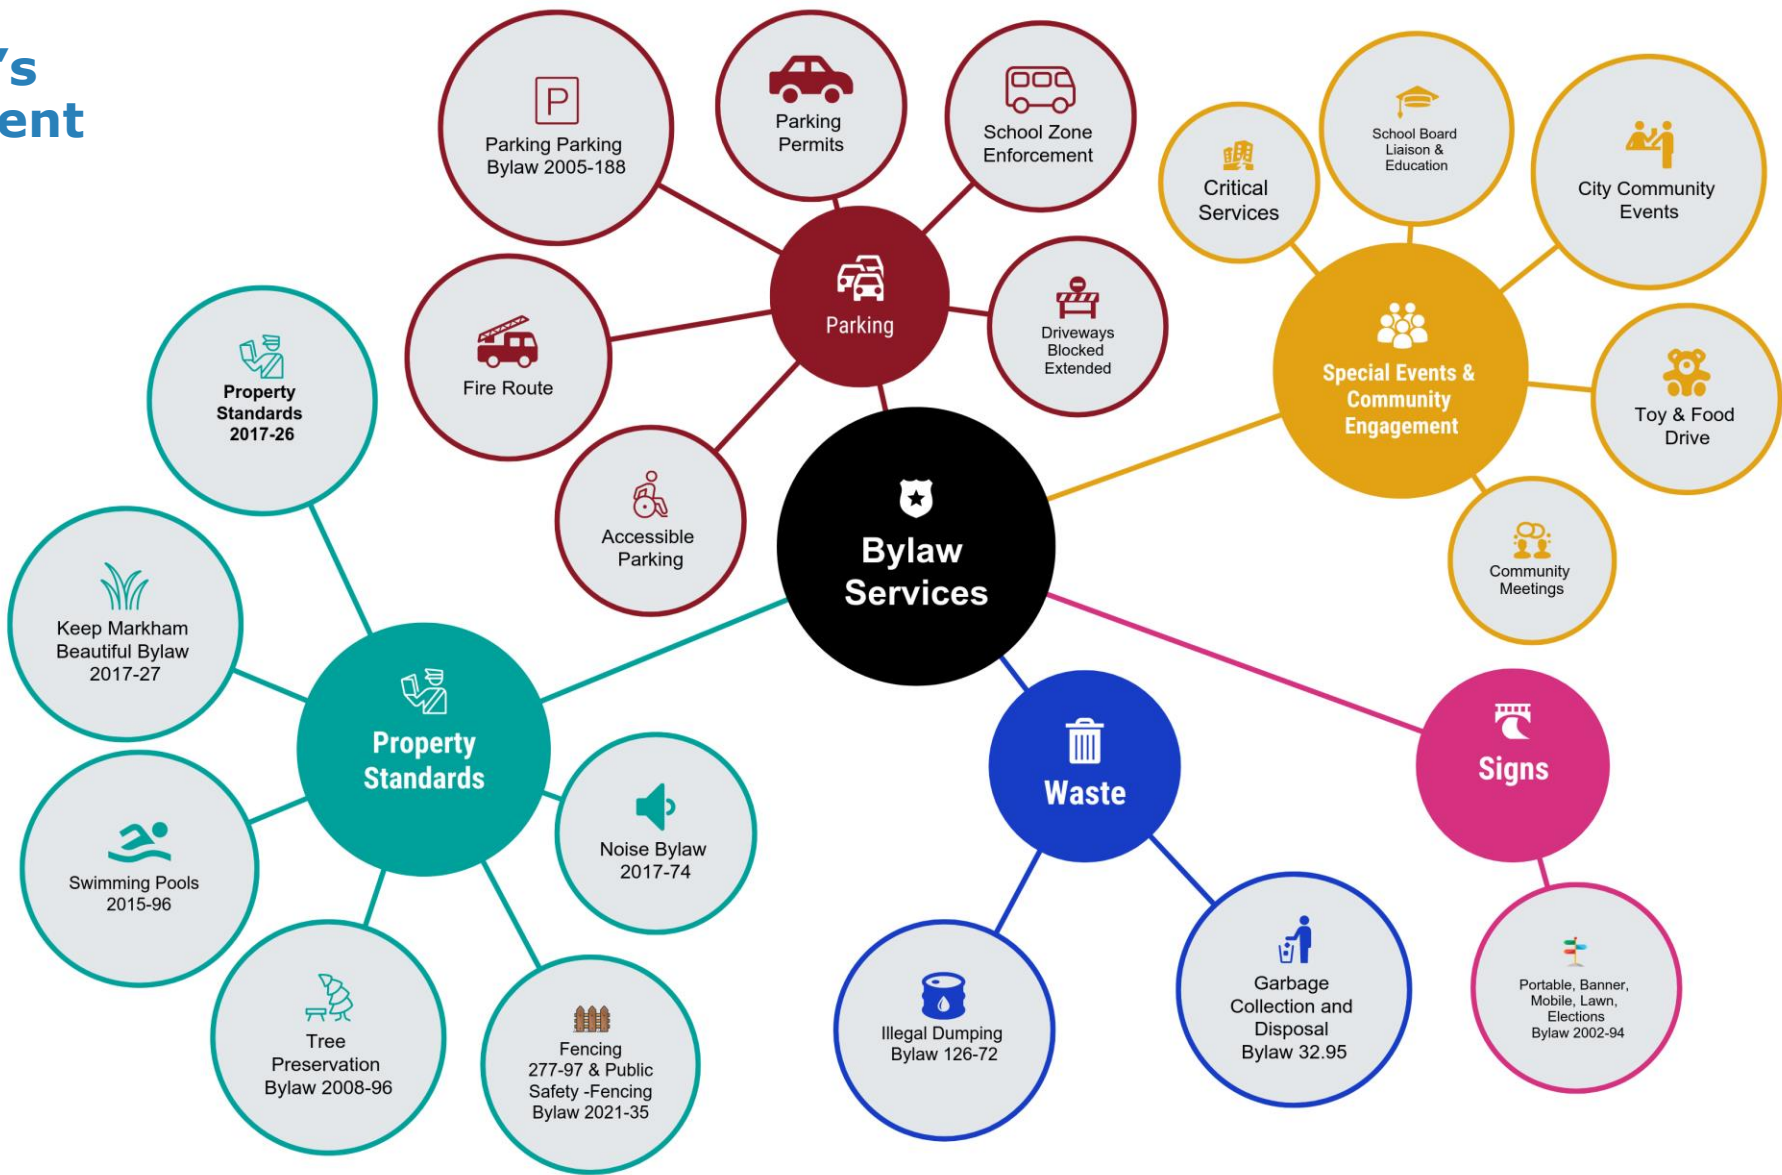 's
ent
P
Parking Parking
Bylaw 2005-188
Parking
Permits
School Zone
Enforcement
Fire Route
Parking
Driveways
Blocked
Extended
Accessible
Parking
Critical
Services
School Board
Liaison &
Education
City Community
Events
Special Events &
Community
Engagement
Toy & Food
Drive
Community
Meetings
Bylaw
Services
Property
Standards
2017-26
Keep Markham
Beautiful Bylaw
2017-27
Property
Standards
Swimming Pools
2015-96
Noise Bylaw
2017-74
Tree
Preservation
Bylaw 2008-96
Fencing
277-97 & Public
Safety -Fencing
Bylaw 2021-35
Waste
Illegal Dumping
Bylaw 126-72
Garbage
Collection and
Disposal
Bylaw 32.95
Signs
Portable, Banner,
Mobile, Lawn,
Elections
Bylaw 2002-94